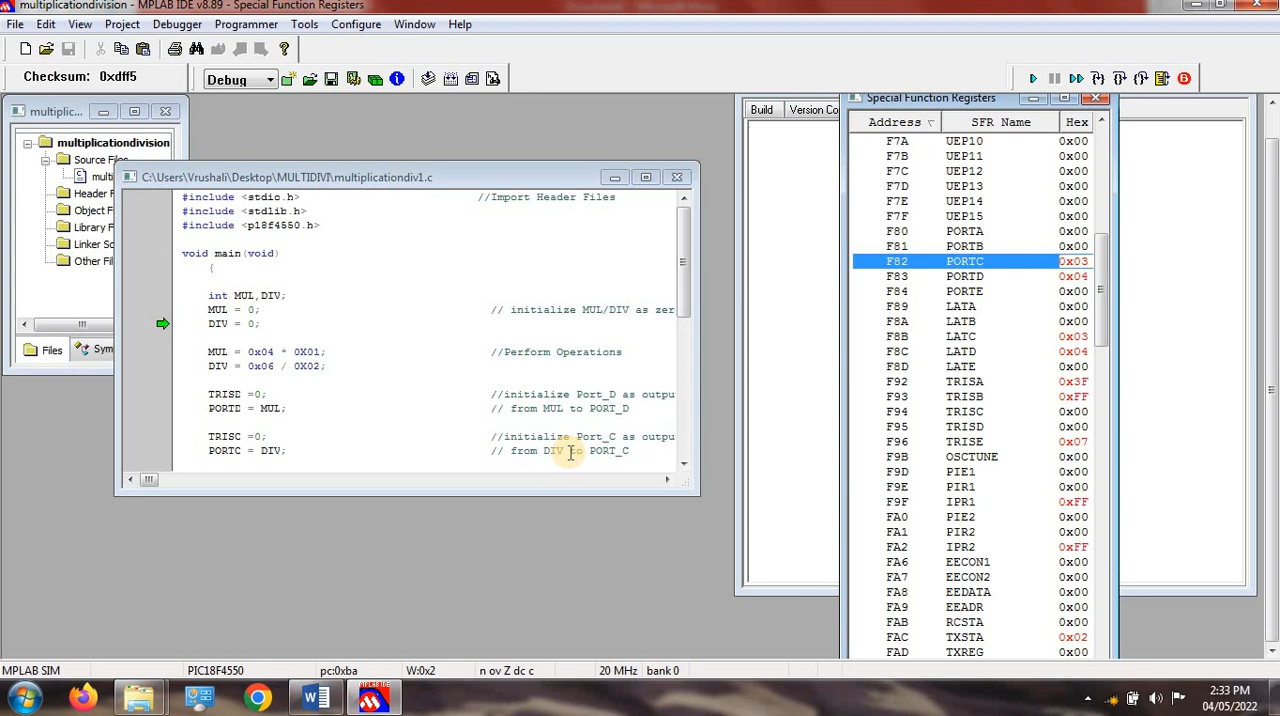 multiplicationdivision - MPLAB IDE v8.89 - Special Function Registers
File Edit View Project Debugger Programmer Tools Configure Window Help
Checksum: 0xdff5
Debug
multiplic...
multiplicationdivision
Source Files
multi
Header F
Object F
Library F
Linker Sc
Other Fil
Files
Sym
C:\Users\Vrushali\Desktop\MULTIDIVI\multiplicationdiv1.c
#include <stdio.h> //Import Header Files
#include <stdlib.h>
#include <p18f4550.h>
void main(void)
{
int MUL,DIV;
MUL = 0; // initialize MUL/DIV as zer
DIV = 0;
MUL = 0x04 * 0X01; //Perform Operations
DIV = 0x06 / 0X02;
TRISD =0; //initialize Port_D as outpu
PORTD = MUL; // from MUL to PORT_D
TRISC =0; //initialize Port_C as outpu
PORTC = DIV; // from DIV to PORT_C
Build Version Co
Special Function Registers
Address SFR Name Hex
F7A UEP10 0x00
F7B UEP11 0x00
F7C UEP12 0x00
F7D UEP13 0x00
F7E UEP14 0x00
F7F UEP15 0x00
F80 PORTA 0x00
F81 PORTB 0x00
F82 PORTC 0x03
F83 PORTD 0x04
F84 PORTE 0x00
F89 LATA 0x00
F8A LATB 0x00
F8B LATC 0x03
F8C LATD 0x04
F8D LATE 0x00
F92 TRISA 0x3F
F93 TRISB 0xFF
F94 TRISC 0x00
F95 TRISD 0x00
F96 TRISE 0x07
F9B OSCTUNE 0x00
F9D PIE1 0x00
F9E PIR1 0x00
F9F IPR1 0xFF
FA0 PIE2 0x00
FA1 PIR2 0x00
FA2 IPR2 0xFF
FA6 EECON1 0x00
FA7 EECON2 0x00
FA8 EEDATA 0x00
FA9 EEADR 0x00
FAB RCSTA 0x00
FAC TXSTA 0x02
FAD TXREG 0x00
MPLAB SIM PIC18F4550 pc:0xba W:0x2 n ov Z dc c 20 MHz bank 0
2:33 PM
04/05/2022